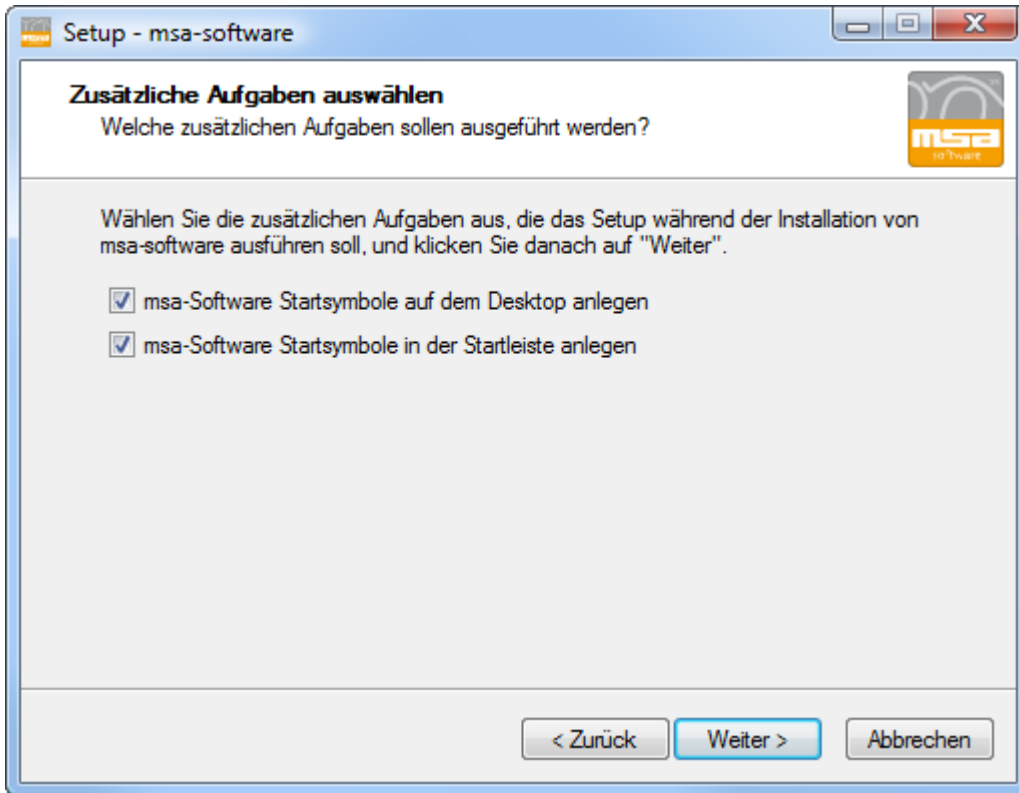 Setup - msa-software
Zusätzliche Aufgaben auswählen
Welche zusätzlichen Aufgaben sollen ausgeführt werden?
msa
software
Wählen Sie die zusätzlichen Aufgaben aus, die das Setup während der Installation von
msa-software ausführen soll, und klicken Sie danach auf "Weiter".
msa-Software Startsymbole auf dem Desktop anlegen
msa-Software Startsymbole in der Startleiste anlegen
< Zurück
Weiter >
Abbrechen